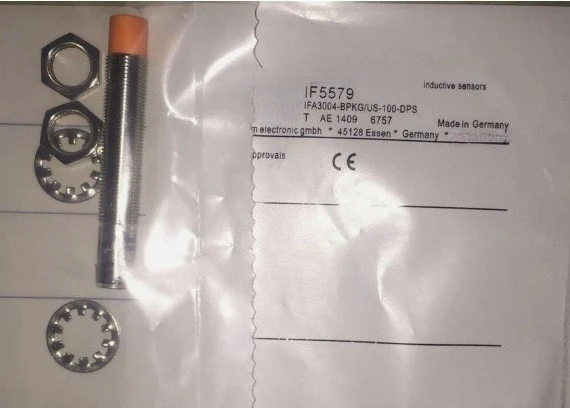 inductive sensors
IF5579
IFA3004-BPKG/US-100-DPS
T AE 1409 6757 Made in Germany
m electronic gmbh * 45128 Essen * Germany *
pprovals CE